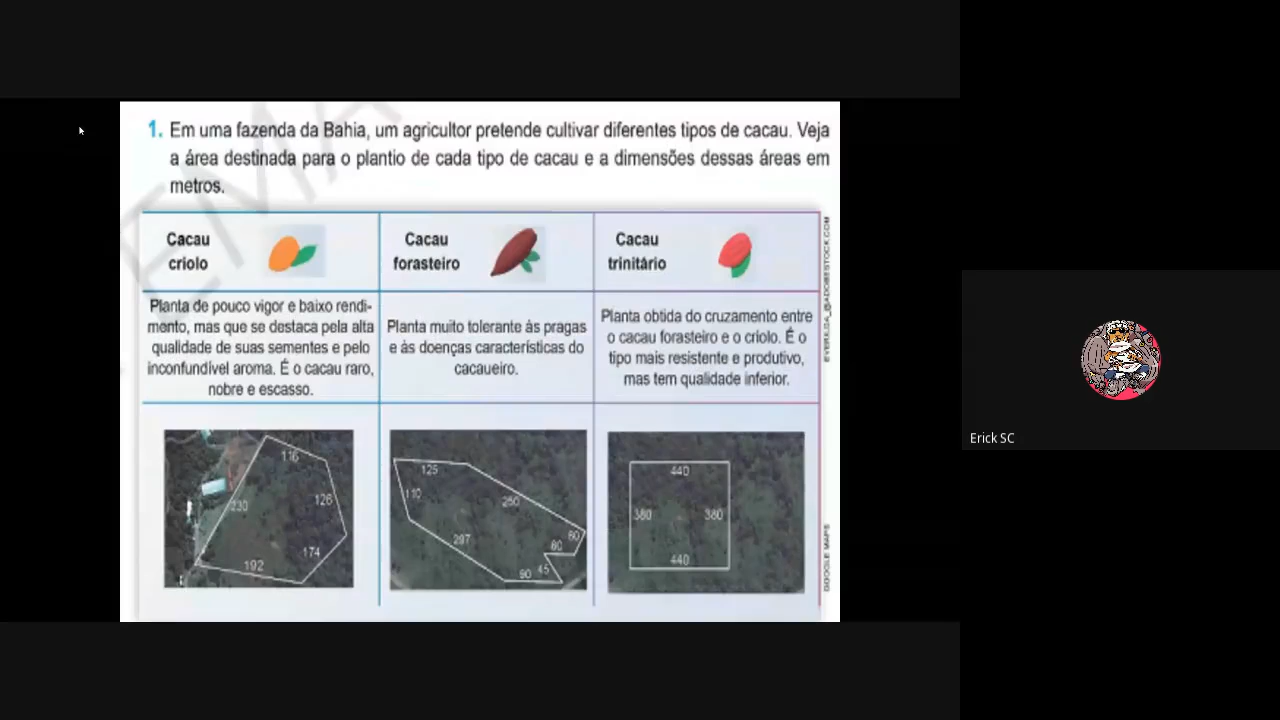 1. Em uma fazenda da Bahia, um agricultor pretende cultivar diferentes tipos de cacau. Veja
a área destinada para o plantio de cada tipo de cacau e a dimensões dessas áreas em
metros.
Cacau
criolo
Cacau
forasteiro
Cacau
trinitário
Planta de pouco vigor e baixo rendi-
mento, mas que se destaca pela alta
qualidade de suas sementes e pelo
inconfundível aroma. É o cacau raro,
nobre e escasso.
Planta muito tolerante às pragas
e às doenças características do
cacaueiro.
Planta obtida do cruzamento entre
o cacau forasteiro e o criolo. É o
tipo mais resistente e produtivo,
mas tem qualidade inferior.
116
126
230
174
192
125
110
250
297
60
60
45
90
440
380
380
440
GOOGLE MAPS
Erick SC